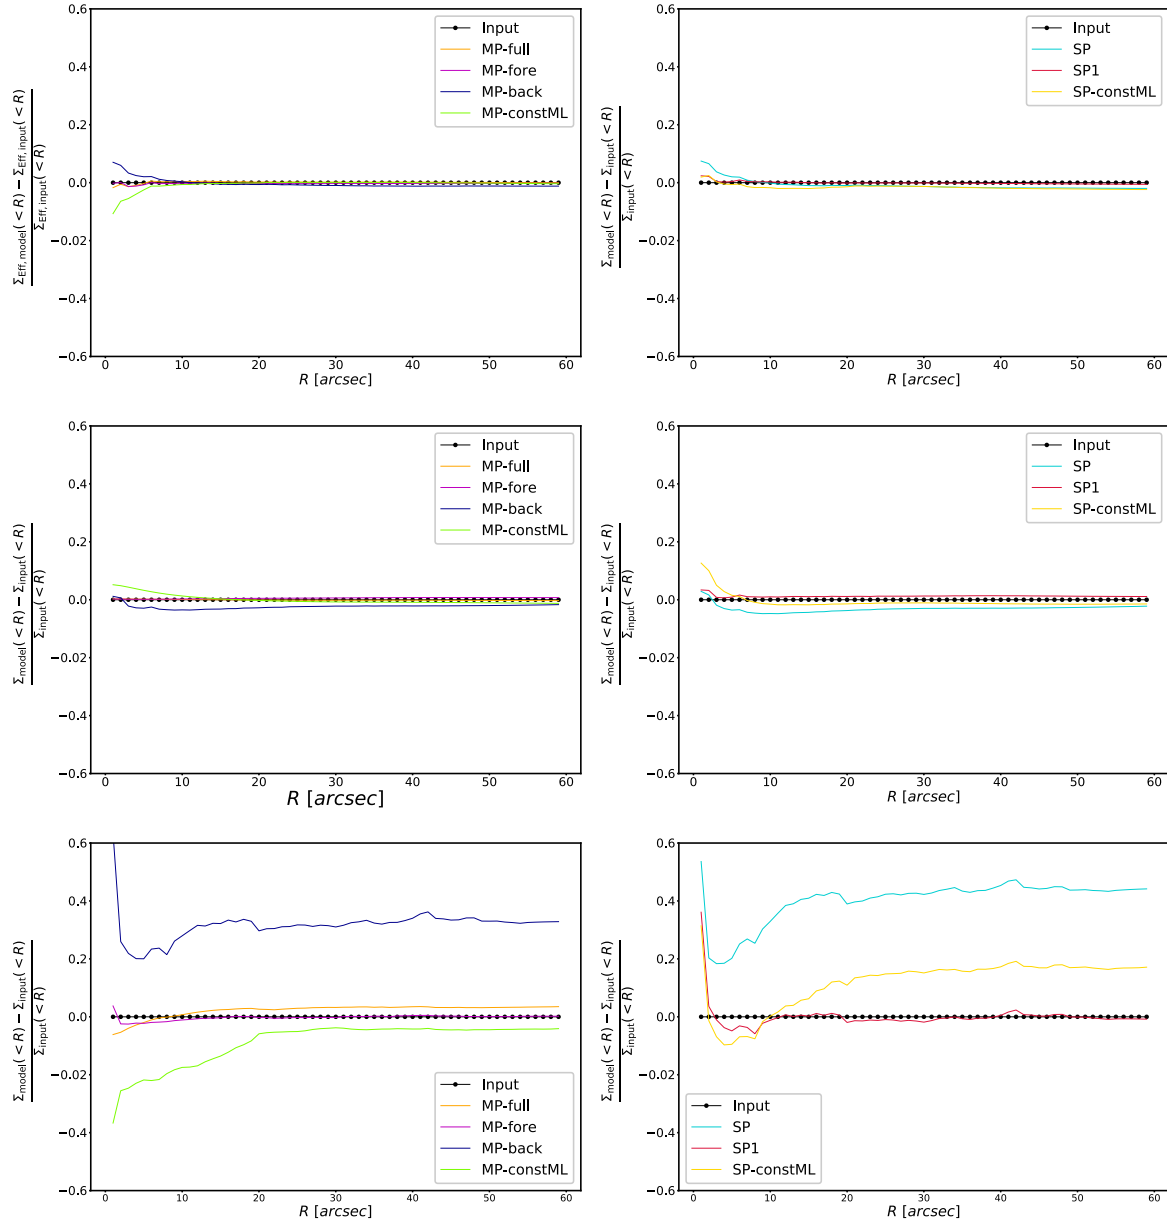 0.6
0.4
0.2
0.0
−0.02
−0.4
−0.6
Σ_Eff, model(< R) − Σ_Eff, input(< R)
Σ_Eff, input(< R)
Input
MP-full
MP-fore
MP-back
MP-constML
0 10 20 30 40 50 60
R [arcsec]
0.6
0.4
0.2
0.0
−0.02
−0.4
−0.6
Σ_model(< R) − Σ_input(< R)
Σ_input(< R)
Input
SP
SP1
SP-constML
0 10 20 30 40 50 60
R [arcsec]
0.6
0.4
0.2
0.0
−0.02
−0.4
−0.6
Σ_model(< R) − Σ_input(< R)
Σ_input(< R)
Input
MP-full
MP-fore
MP-back
MP-constML
0 10 20 30 40 50 60
R [arcsec]
0.6
0.4
0.2
0.0
−0.02
−0.4
−0.6
Σ_model(< R) − Σ_input(< R)
Σ_input(< R)
Input
SP
SP1
SP-constML
0 10 20 30 40 50 60
R [arcsec]
0.6
0.4
0.2
0.0
−0.02
−0.4
−0.6
Σ_model(< R) − Σ_input(< R)
Σ_input(< R)
Input
MP-full
MP-fore
MP-back
MP-constML
0 10 20 30 40 50 60
R [arcsec]
0.6
0.4
0.2
0.0
−0.02
−0.4
−0.6
Σ_model(< R) − Σ_input(< R)
Σ_input(< R)
Input
SP
SP1
SP-constML
0 10 20 30 40 50 60
R [arcsec]